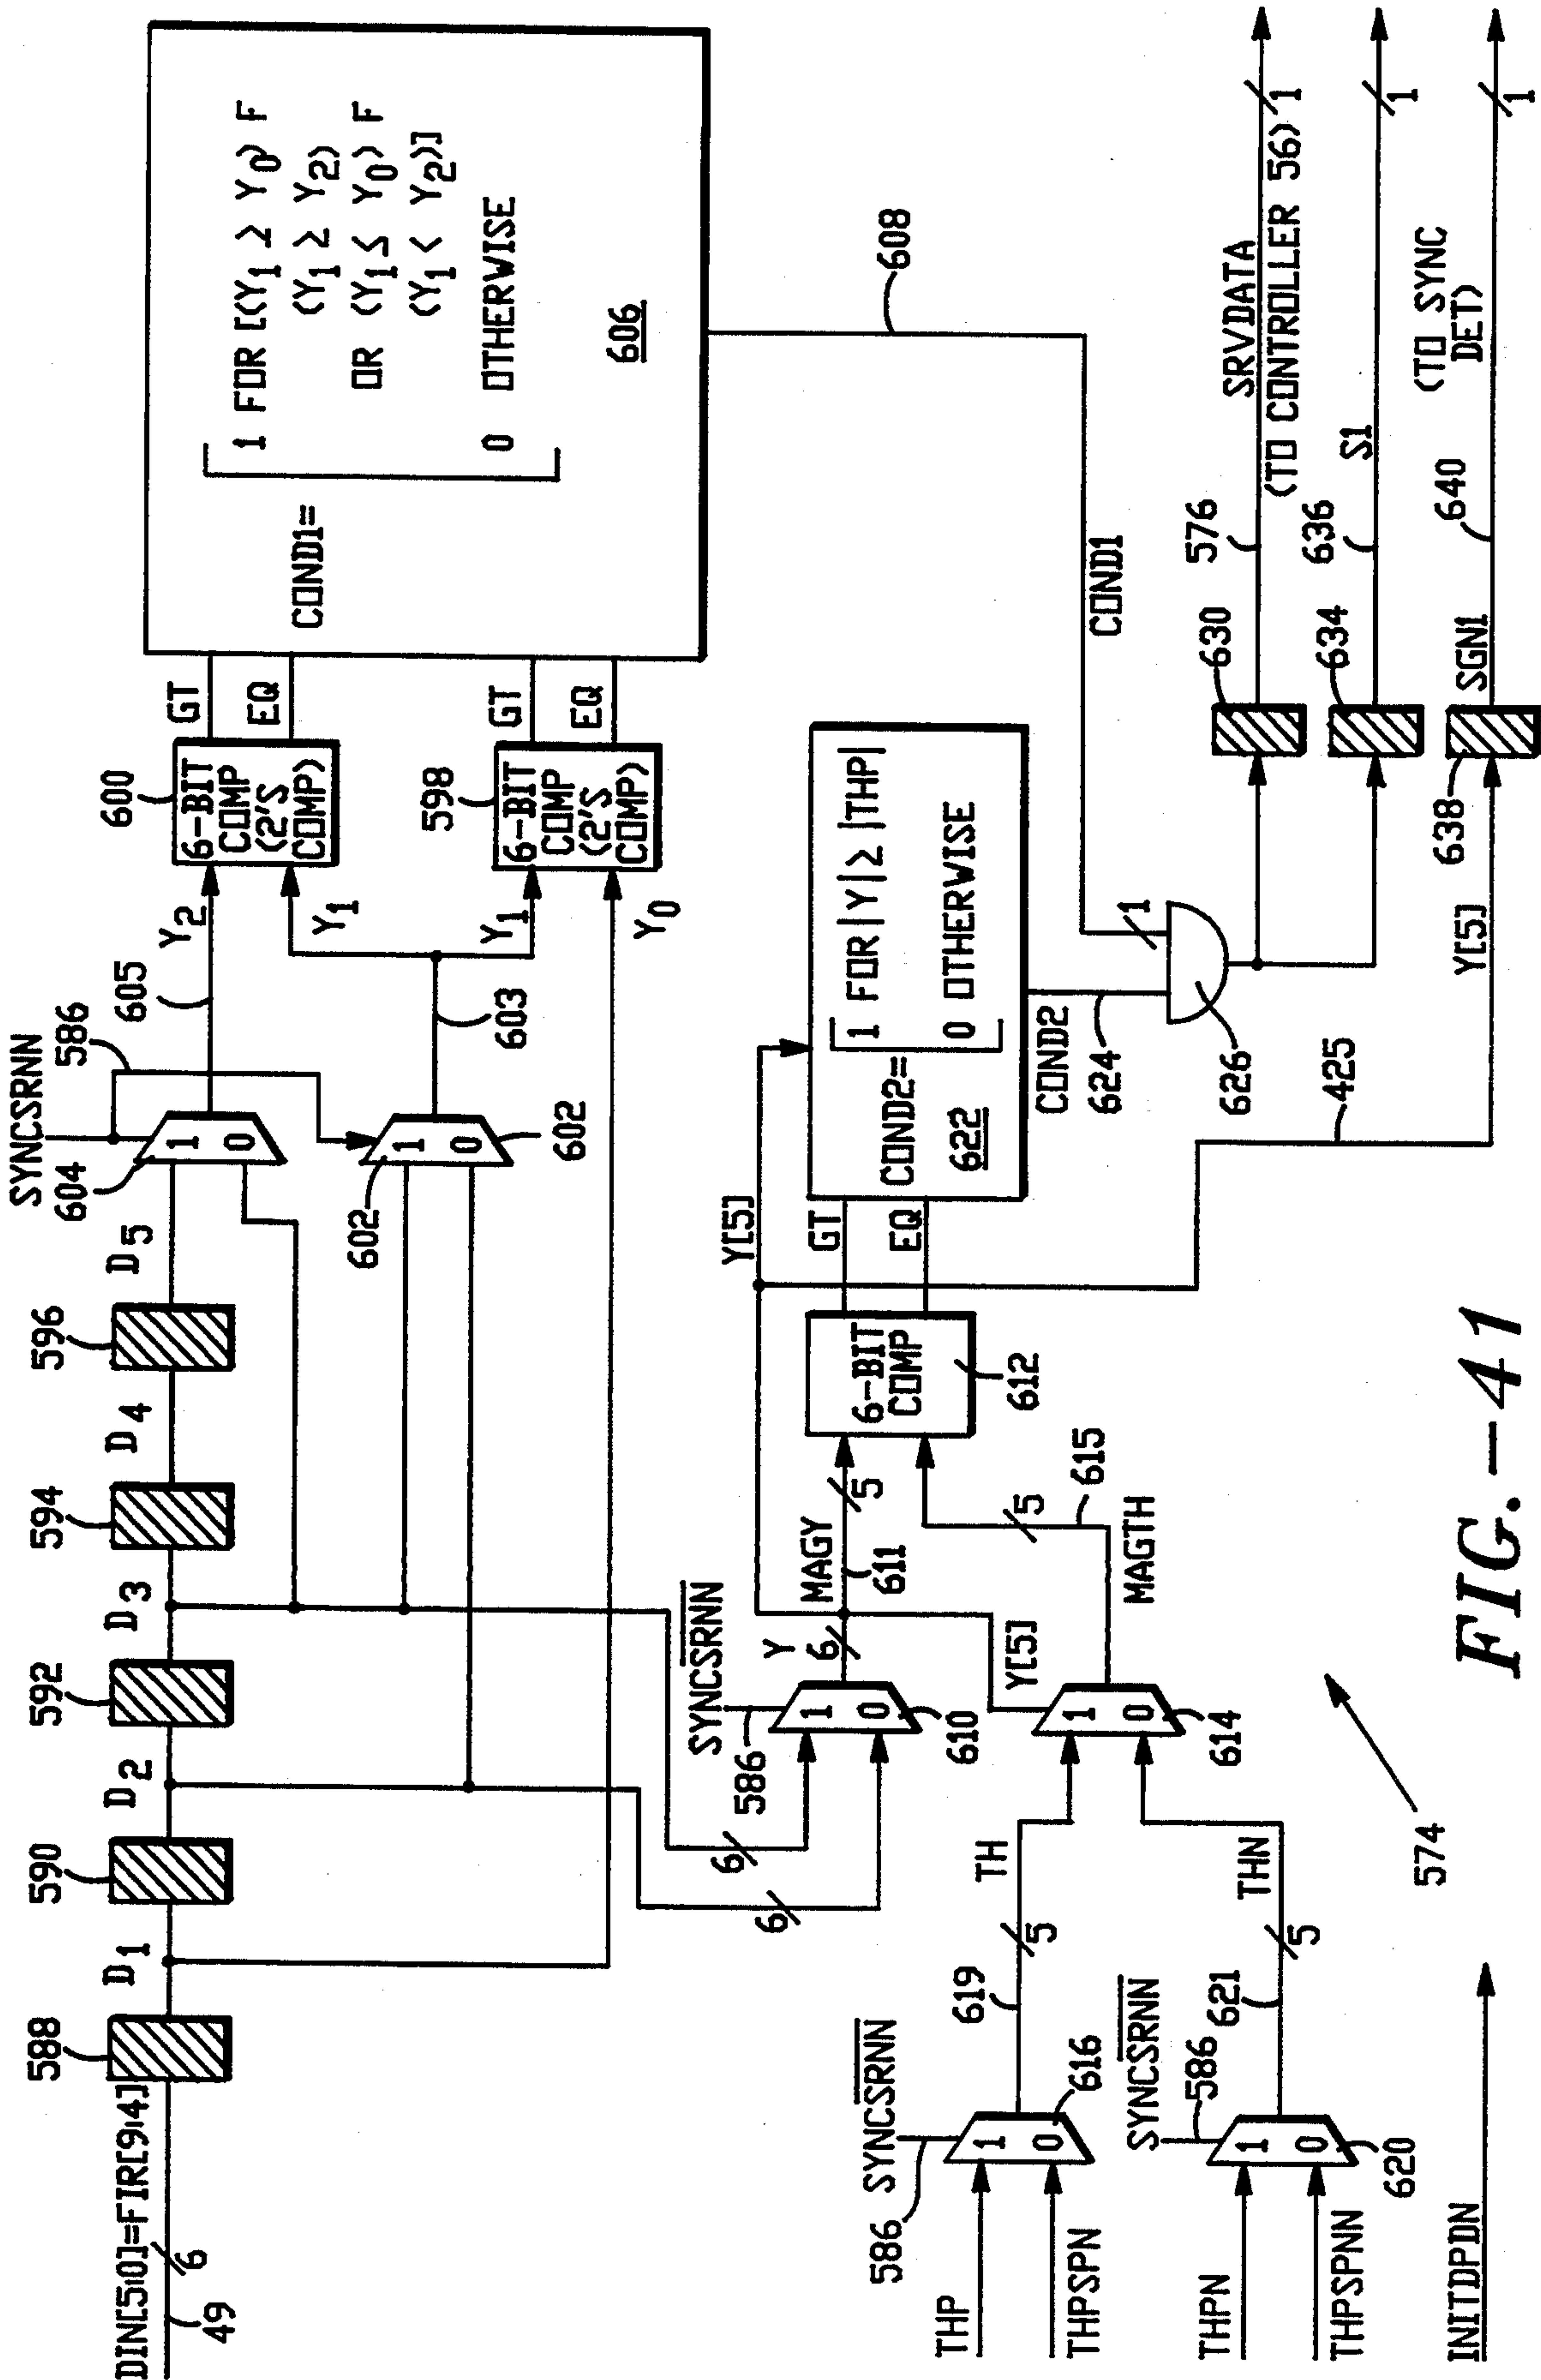 DIN[5:0]=FIR[9:4]
6
49
588
D1
590
D2
592
D3
594
D4
596
D5
SYNCSRNN
604
586
1
0
605
Y2
602
1
0
602
603
Y1
Y1
Y0
600
6-BIT
COMP
(2'S
COMP)
GT
EQ
598
6-BIT
COMP
(2'S
COMP)
GT
EQ
COND1=
1 FOR [(Y1 ≥ Y0) F
(Y1 ≥ Y2)
OR (Y1 ≤ Y0) F
(Y1 < Y2)]
0 OTHERWISE
606
608
COND1
SYNCSRNN
586
1
0
610
6
6
Y
6
MAGY
611
5
6-BIT
COMP
612
GT
EQ
Y[5]
COND2=
1 FOR |Y| ≥ |THP|
0 OTHERWISE
622
COND2
624
1
626
425
Y[5]
1
0
614
MAGTH
5
615
SYNCSRNN
586
THP
THPSPN
1
0
616
619
5
TH
SYNCSRNN
586
THPN
THPSPNN
1
0
620
621
5
THN
INITDPDN
574
Y[5]
630
576
SRVDATA
(TO CONTROLLER 56)
1
634
636
S1
1
638
SGN1
640
(TO SYNC
DET)
1
FIG.-41